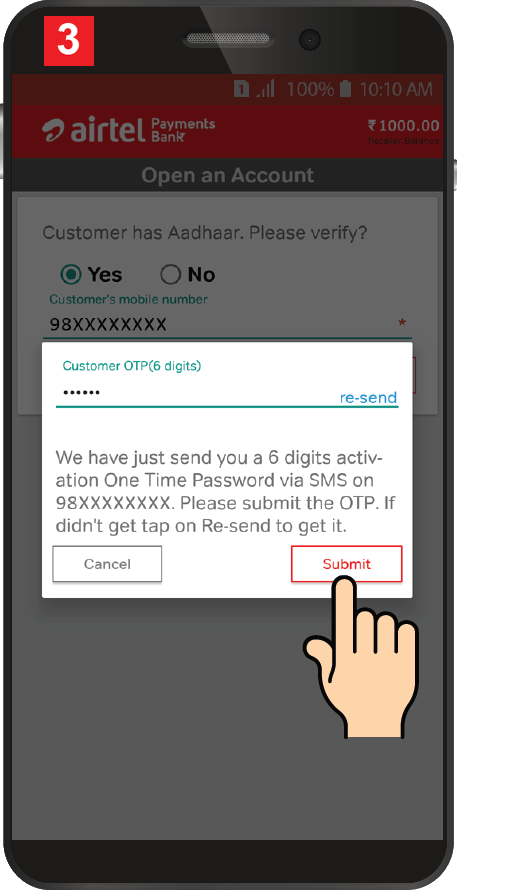 3
1 100% 10:10 AM
airtel Payments Bank ₹1000.00
Retailer Balance
Open an Account
Customer has Aadhaar. Please verify?
Yes No
Customer's mobile number
98XXXXXXXX *
Customer OTP(6 digits)
•••••• re-send
We have just send you a 6 digits activ-
ation One Time Password via SMS on
98XXXXXXXX. Please submit the OTP. If
didn't get tap on Re-send to get it.
Cancel Submit